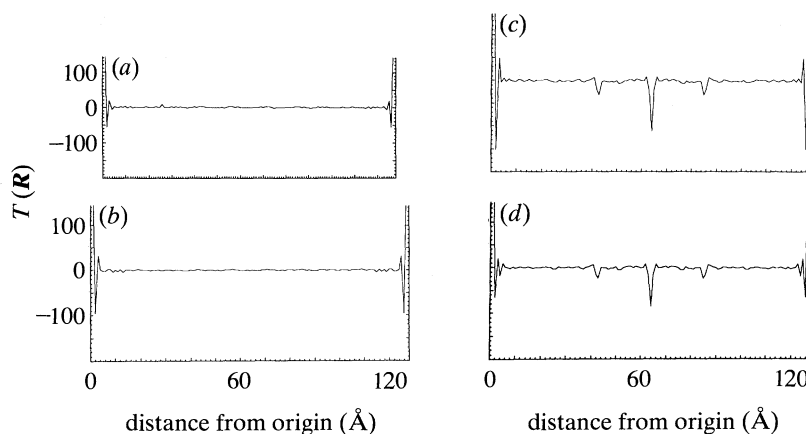 (a)
100
0
−100
T (R)
(b)
100
0
−100
0 60 120
distance from origin (Å)
(c)
(d)
0 60 120
distance from origin (Å)